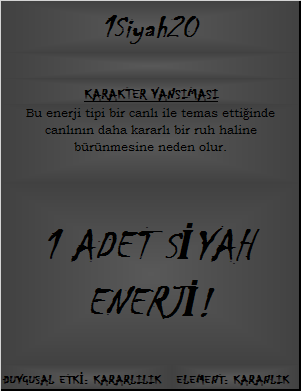 1Siyah20
KARAKTER YANSIMASI
Bu enerji tipi bir canlı ile temas ettiğinde
canlının daha kararlı bir ruh haline
bürünmesine neden olur.
1 ADET SİYAH
ENERJİ!
DUYGUSAL ETKİ: KARARLILIK ELEMENT: KARANLIK